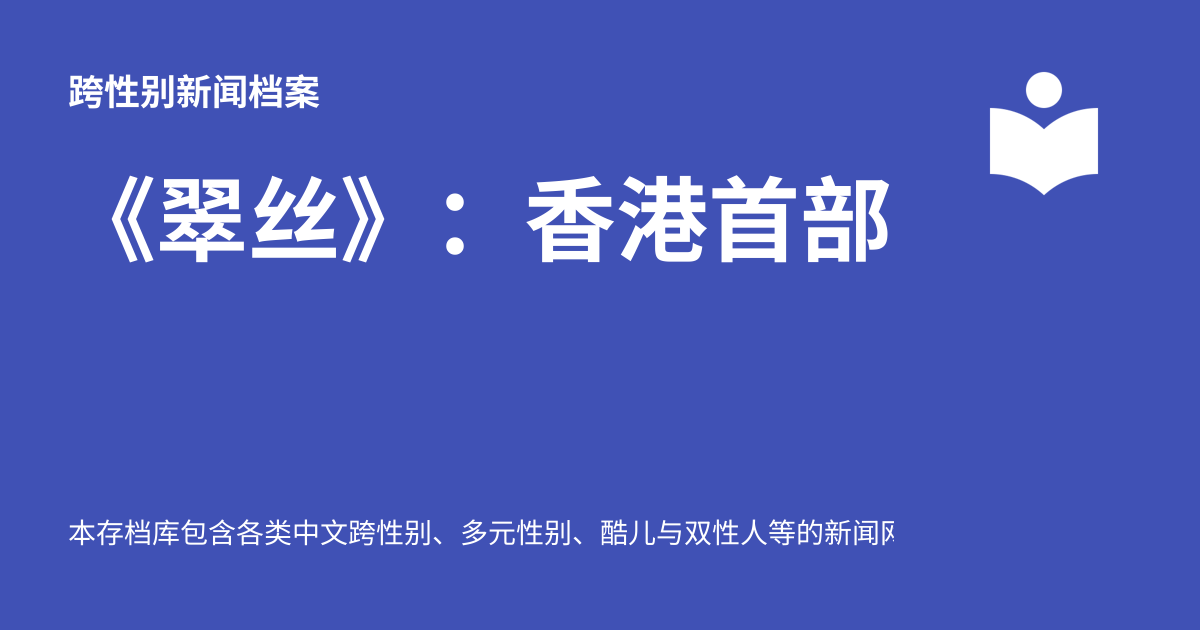 跨性别新闻档案
《翠丝》：香港首部
本存档库包含各类中文跨性别、多元性别、酷儿与双性人等的新闻